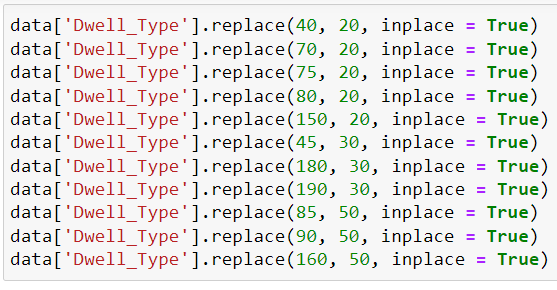 data['Dwell_Type'].replace(40, 20, inplace = True)
data['Dwell_Type'].replace(70, 20, inplace = True)
data['Dwell_Type'].replace(75, 20, inplace = True)
data['Dwell_Type'].replace(80, 20, inplace = True)
data['Dwell_Type'].replace(150, 20, inplace = True)
data['Dwell_Type'].replace(45, 30, inplace = True)
data['Dwell_Type'].replace(180, 30, inplace = True)
data['Dwell_Type'].replace(190, 30, inplace = True)
data['Dwell_Type'].replace(85, 50, inplace = True)
data['Dwell_Type'].replace(90, 50, inplace = True)
data['Dwell_Type'].replace(160, 50, inplace = True)